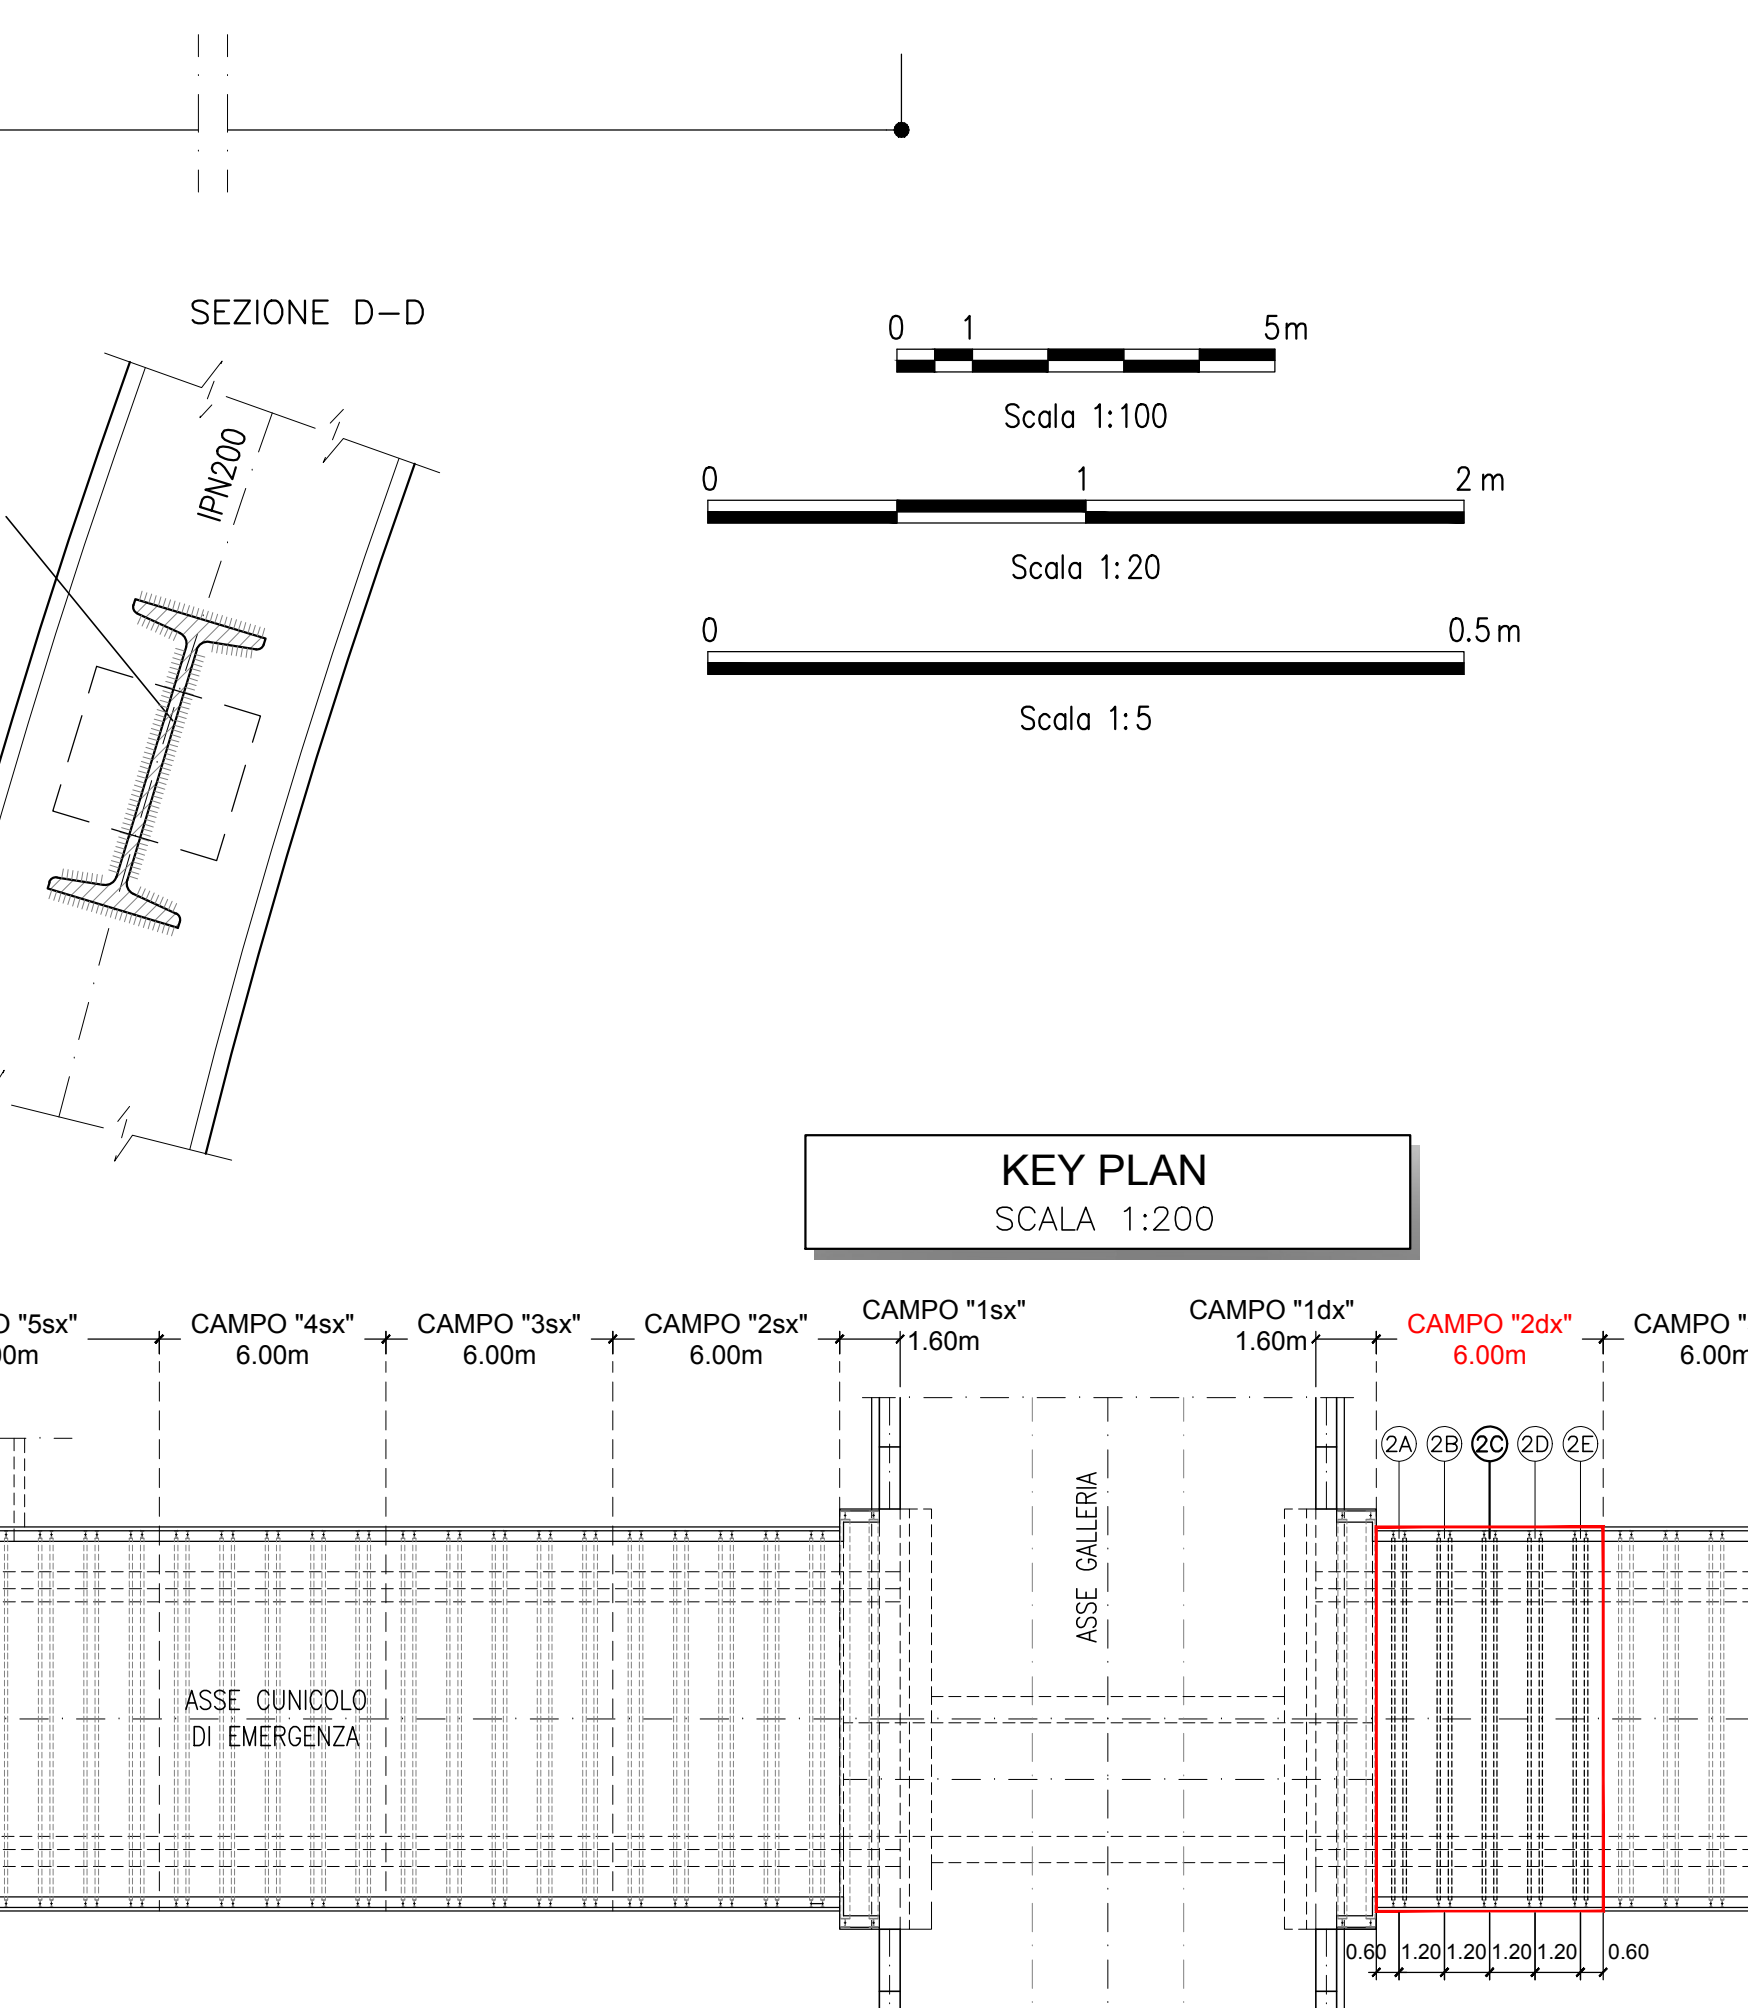 SEZIONE D-D
IPN200
0 1 5m
Scala 1:100
0 1 2 m
Scala 1:20
0 0.5 m
Scala 1:5
KEY PLAN
SCALA 1:200
"5sx"
CAMPO "4sx"
6.00m
CAMPO "3sx"
6.00m
CAMPO "2sx"
6.00m
CAMPO "1sx"
1.60m
CAMPO "1dx"
1.60m
CAMPO "2dx"
6.00m
CAMPO "
6.00m
2A 2B 2C 2D 2E
ASSE GALLERIA
ASSE CUNICOLO
DI EMERGENZA
0.60 1.20 1.20 1.20 1.20 0.60